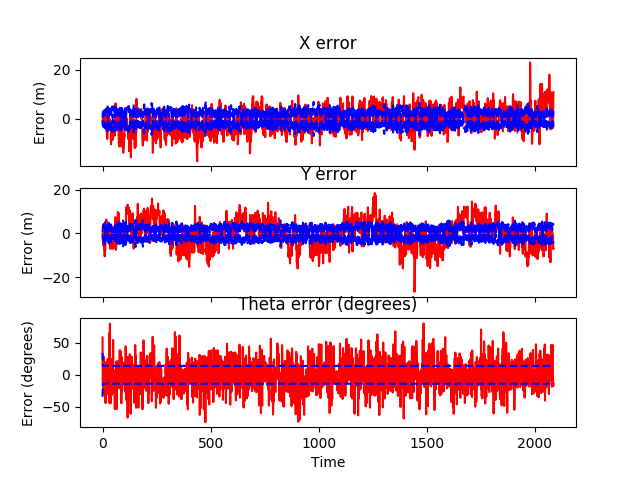 X error
20
0
Error (m)
Y error
20
0
−20
Error (m)
Theta error (degrees)
50
0
−50
Error (degrees)
0 500 1000 1500 2000
Time